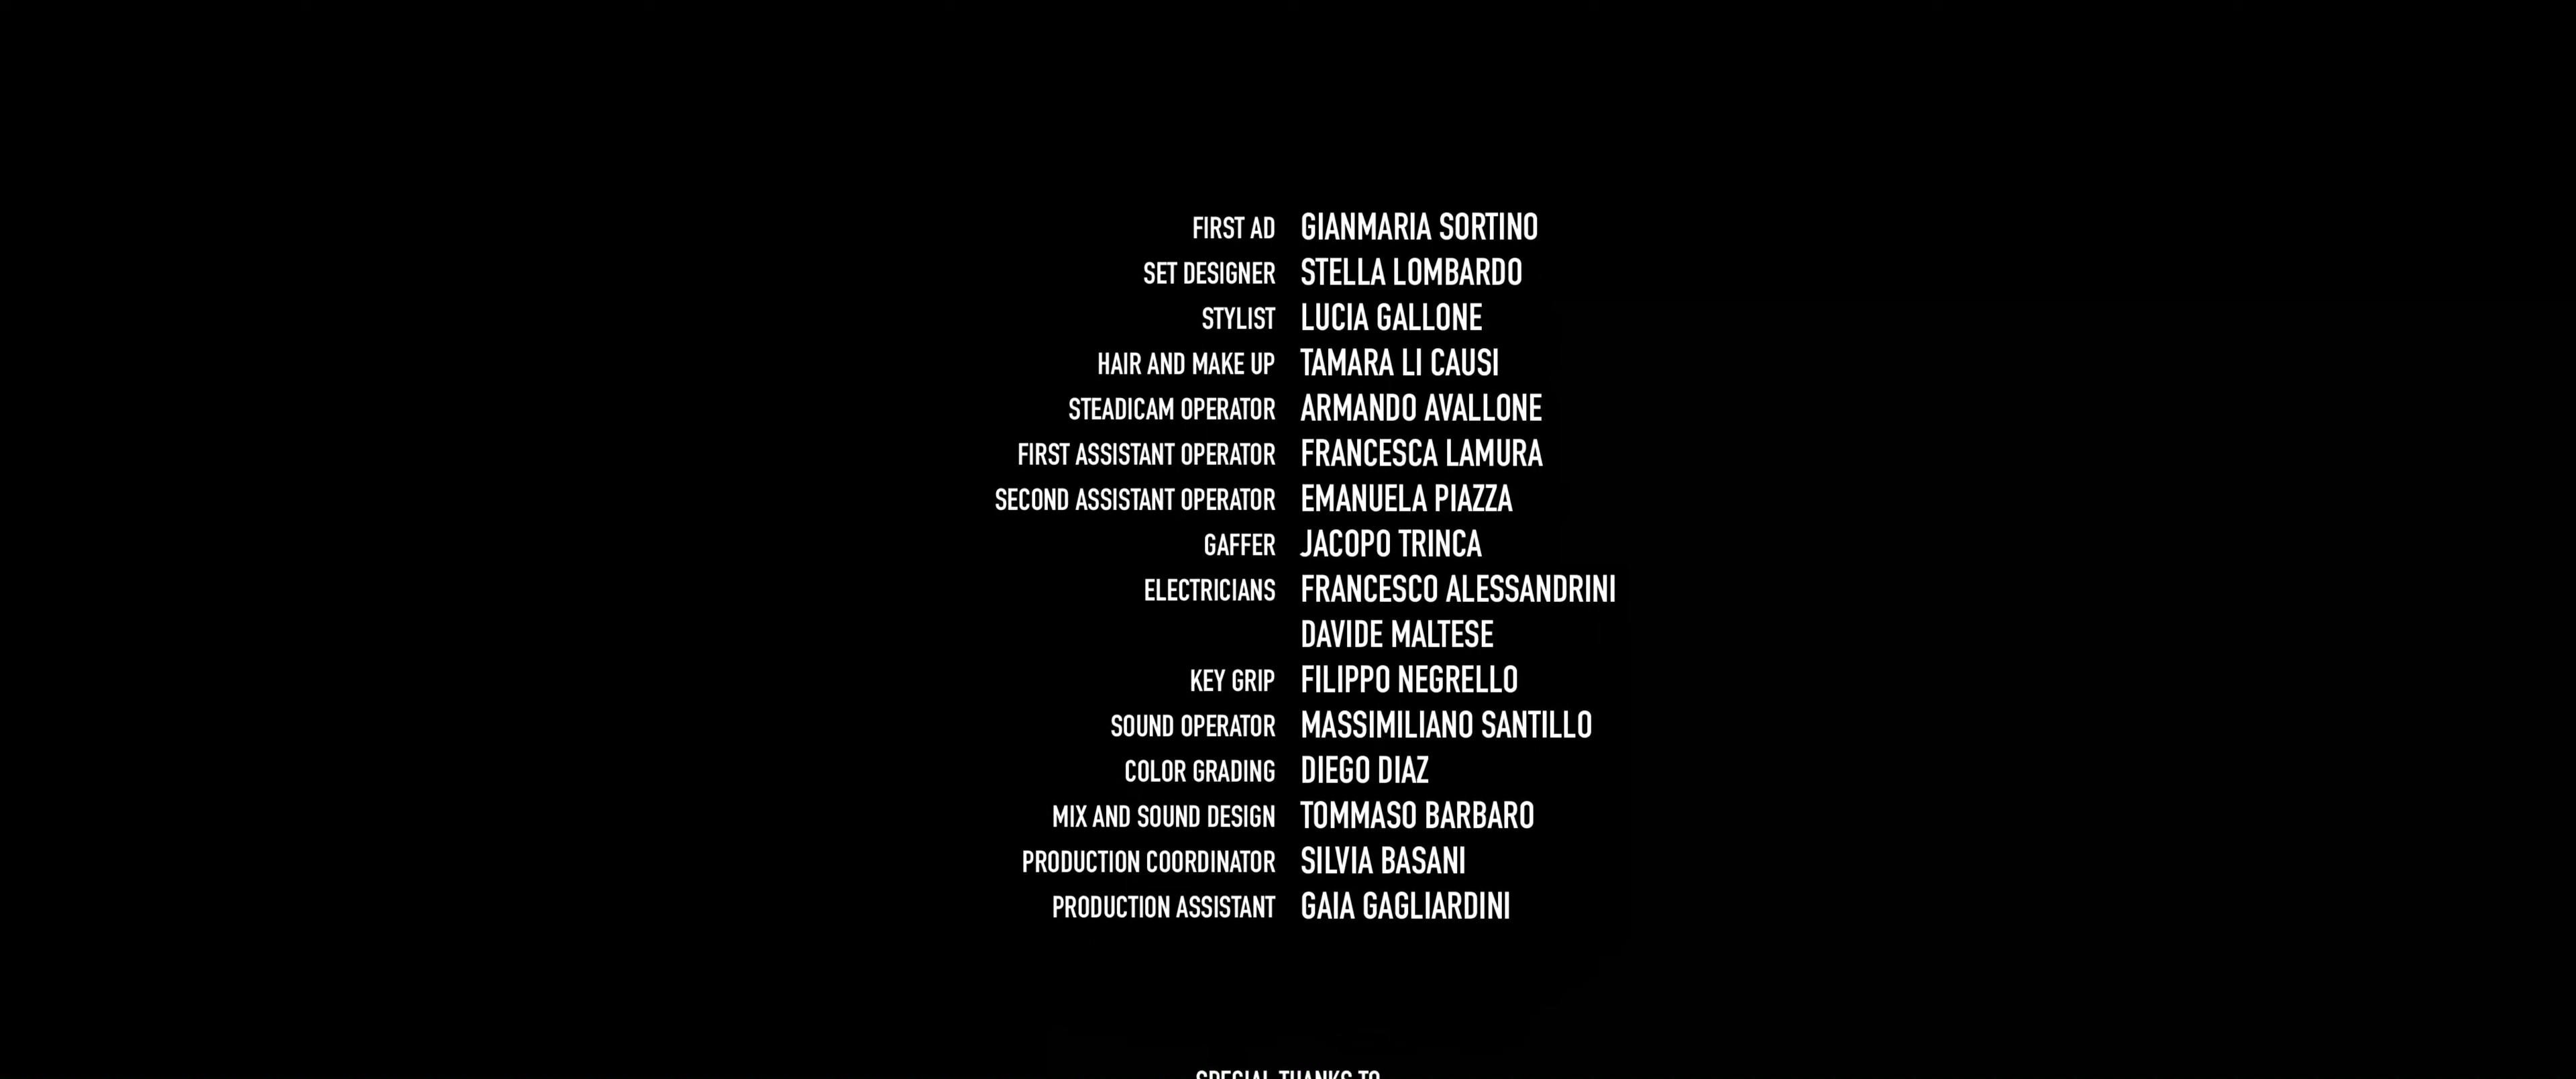 FIRST AD GIANMARIA SORTINO
SET DESIGNER STELLA LOMBARDO
STYLIST LUCIA GALLONE
HAIR AND MAKE UP TAMARA LI CAUSI
STEADICAM OPERATOR ARMANDO AVALLONE
FIRST ASSISTANT OPERATOR FRANCESCA LAMURA
SECOND ASSISTANT OPERATOR EMANUELA PIAZZA
GAFFER JACOPO TRINCA
ELECTRICIANS FRANCESCO ALESSANDRINI
DAVIDE MALTESE
KEY GRIP FILIPPO NEGRELLO
SOUND OPERATOR MASSIMILIANO SANTILLO
COLOR GRADING DIEGO DIAZ
MIX AND SOUND DESIGN TOMMASO BARBARO
PRODUCTION COORDINATOR SILVIA BASANI
PRODUCTION ASSISTANT GAIA GAGLIARDINI
SPECIAL THANKS TO